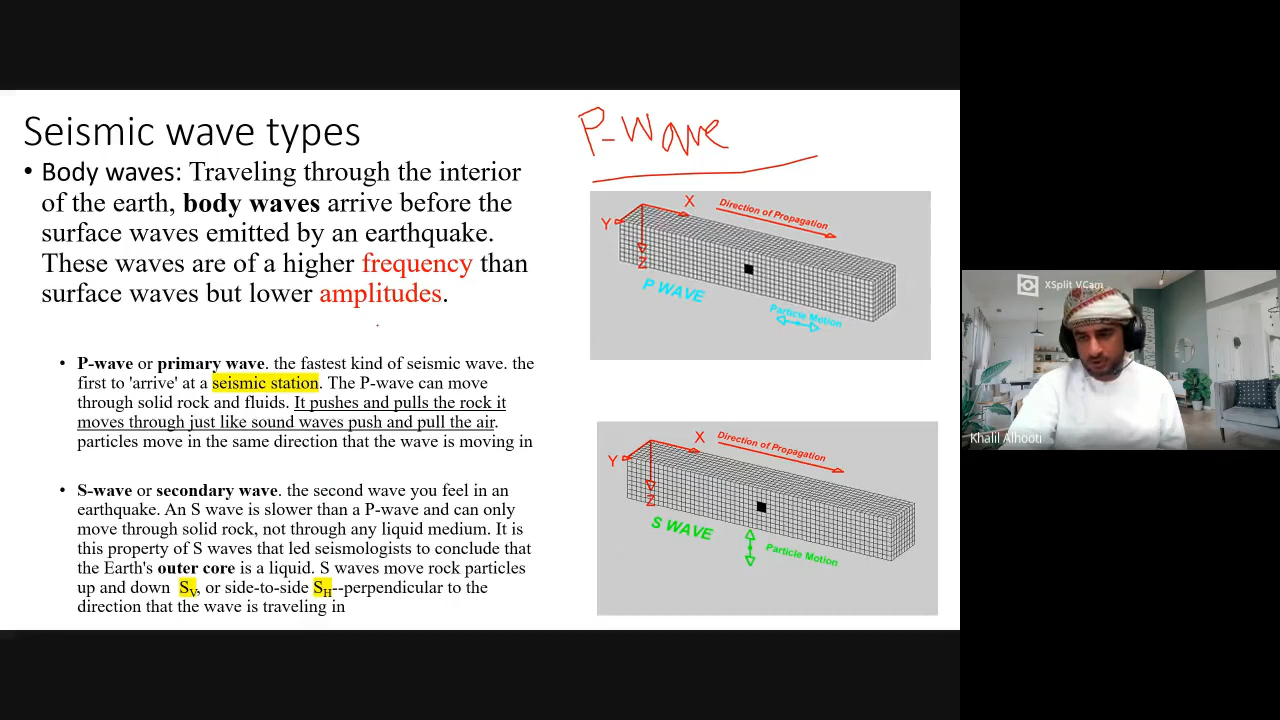 Seismic wave types
• Body waves: Traveling through the interior
of the earth, body waves arrive before the
surface waves emitted by an earthquake.
These waves are of a higher frequency than
surface waves but lower amplitudes.
• P-wave or primary wave. the fastest kind of seismic wave. the
first to 'arrive' at a seismic station. The P-wave can move
through solid rock and fluids. It pushes and pulls the rock it
moves through just like sound waves push and pull the air.
particles move in the same direction that the wave is moving in
• S-wave or secondary wave. the second wave you feel in an
earthquake. An S wave is slower than a P-wave and can only
move through solid rock, not through any liquid medium. It is
this property of S waves that led seismologists to conclude that
the Earth's outer core is a liquid. S waves move rock particles
up and down SV, or side-to-side SH--perpendicular to the
direction that the wave is traveling in
P-wave
X
Direction of Propagation
Y
Z
P WAVE
Particle Motion
X
Direction of Propagation
Y
Z
S WAVE
Particle Motion
XSplit VCam
Khalil Alhooti